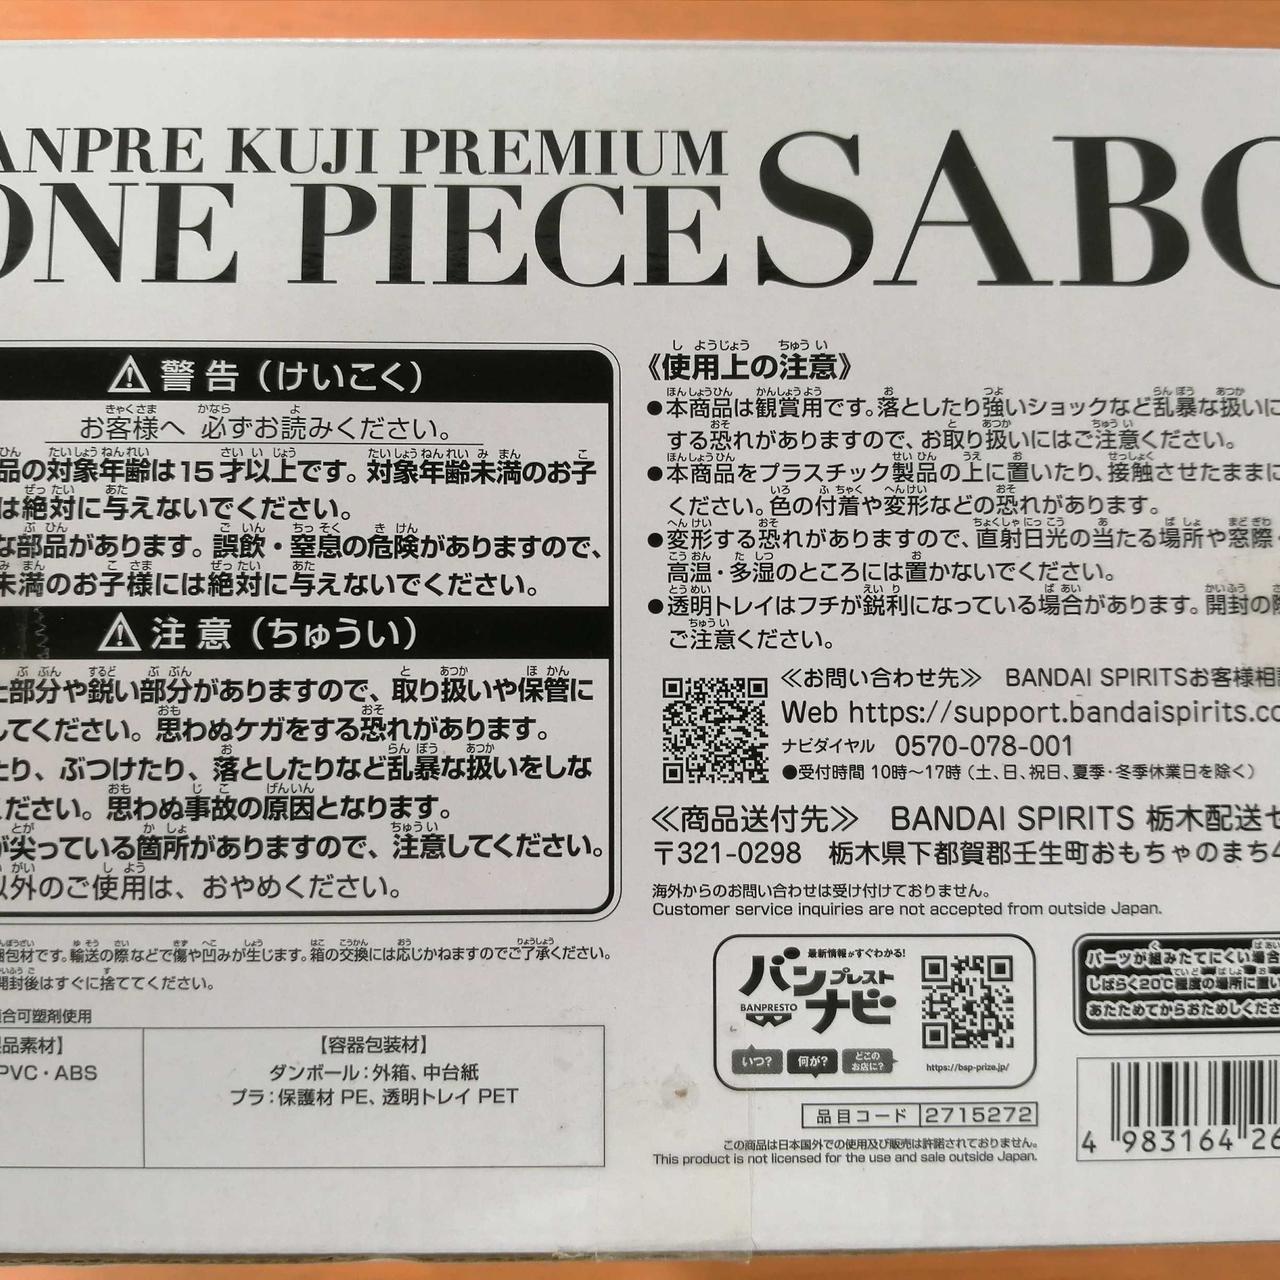 ANPRE KUJI PREMIUM
ONE PIECE SABO
警告（けいこく）
お客様へ 必ずお読みください。
品の対象年齢は15才以上です。対象年齢未満のお子
は絶対に与えないでください。
な部品があります。誤飲・窒息の危険がありますので、
未満のお子様には絶対に与えないでください。
注意（ちゅうい）
部分や鋭い部分がありますので、取り扱いや保管に
してください。思わぬケガをする恐れがあります。
たり、ぶつけたり、落としたりなど乱暴な扱いをしな
ください。思わぬ事故の原因となります。
が尖っている箇所がありますので、注意してください。
以外のご使用は、おやめください。
梱包材です。輸送の際などで傷や凹みが生じます。箱の交換には応じかねますのでご了承ください。
開封後はすぐに捨ててください。
合可塑剤使用
品素材】
PVC・ABS
【容器包装材】
ダンボール：外箱、中台紙
プラ：保護材 PE、透明トレイ PET
《使用上の注意》
●本商品は観賞用です。落としたり強いショックなど乱暴な扱いに
する恐れがありますので、お取り扱いにはご注意ください。
●本商品をプラスチック製品の上に置いたり、接触させたままに
ください。色の付着や変形などの恐れがあります。
●変形する恐れがありますので、直射日光の当たる場所や窓際・
高温・多湿のところには置かないでください。
●透明トレイはフチが鋭利になっている場合があります。開封の際
ご注意ください。
≪お問い合わせ先≫ BANDAI SPIRITSお客様相談
Web https://support.bandaispirits.co
ナビダイヤル 0570-078-001
●受付時間 10時～17時（土、日、祝日、夏季・冬季休業日を除く）
≪商品送付先≫ BANDAI SPIRITS 栃木配送セ
〒321-0298 栃木県下都賀郡壬生町おもちゃのまち4
海外からのお問い合わせは受け付けておりません。
Customer service inquiries are not accepted from outside Japan.
最新情報がすぐわかる!
バンプレスト
BANPRESTO
ナビ
いつ? 何が? どこのお店に?
https://bsp-prize.jp/
パーツが組みたてにくい場合
しばらく20℃程度の場所に置い
あたためてからおためしくださ
品目コード 2715272
この商品は日本国外での使用及び販売は許諾されておりません。
This product is not licensed for the use and sale outside Japan.
4 983164 26